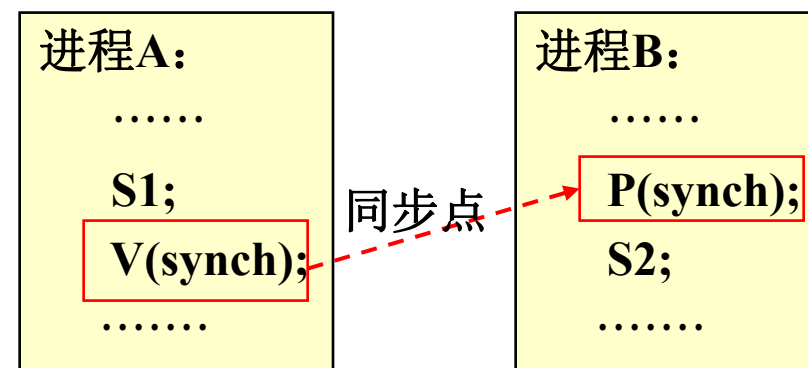 进程A:
……
S1;
V(synch);
…….
同步点
进程B:
……
P(synch);
S2;
…….